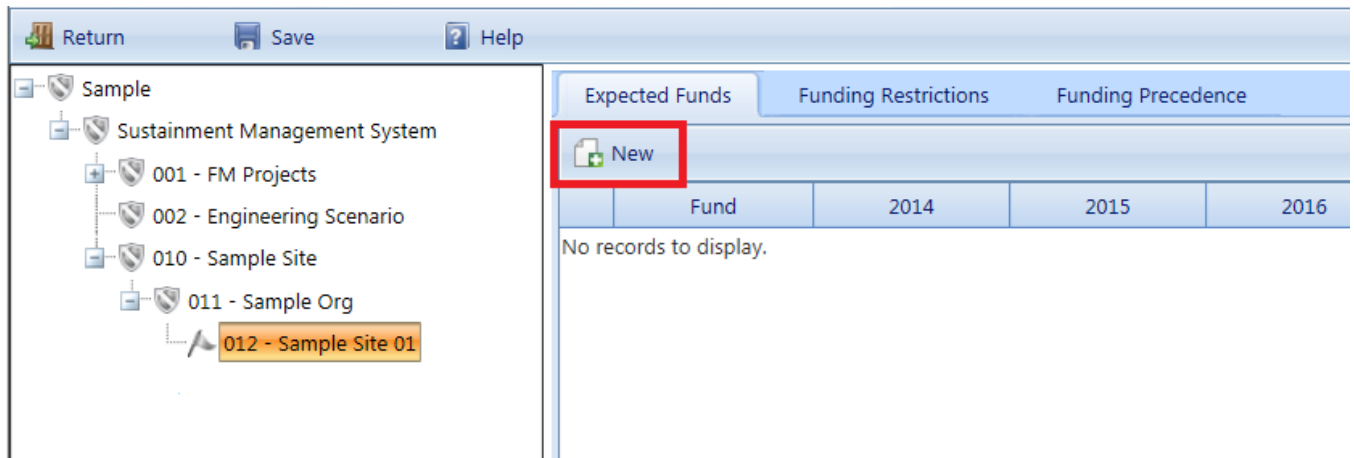 Return Save Help
Sample
Sustainment Management System
001 - FM Projects
002 - Engineering Scenario
010 - Sample Site
011 - Sample Org
012 - Sample Site 01
Expected Funds Funding Restrictions Funding Precedence
New
Fund 2014 2015 2016
No records to display.